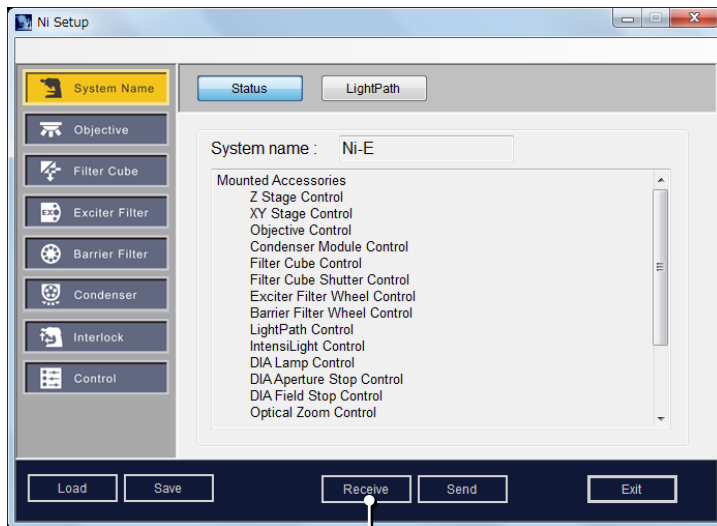 Ni Setup
System Name
Objective
Filter Cube
EXC
Exciter Filter
Barrier Filter
Condenser
Interlock
Control
Status
LightPath
System name :
Ni-E
Mounted Accessories
Z Stage Control
XY Stage Control
Objective Control
Condenser Module Control
Filter Cube Control
Filter Cube Shutter Control
Exciter Filter Wheel Control
Barrier Filter Wheel Control
LightPath Control
IntensiLight Control
DIA Lamp Control
DIA Aperture Stop Control
DIA Field Stop Control
Optical Zoom Control
Load
Save
Receive
Send
Exit